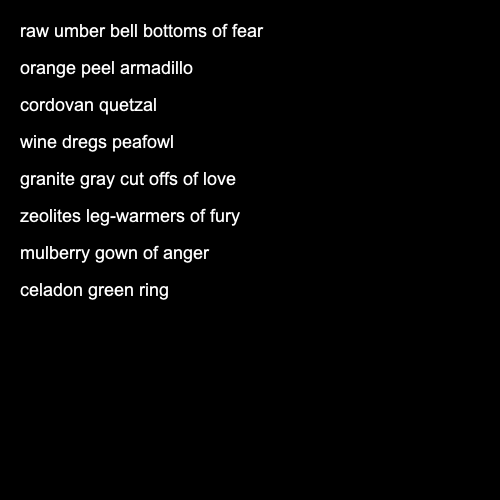 raw umber bell bottoms of fear
orange peel armadillo
cordovan quetzal
wine dregs peafowl
granite gray cut offs of love
zeolites leg-warmers of fury
mulberry gown of anger
celadon green ring